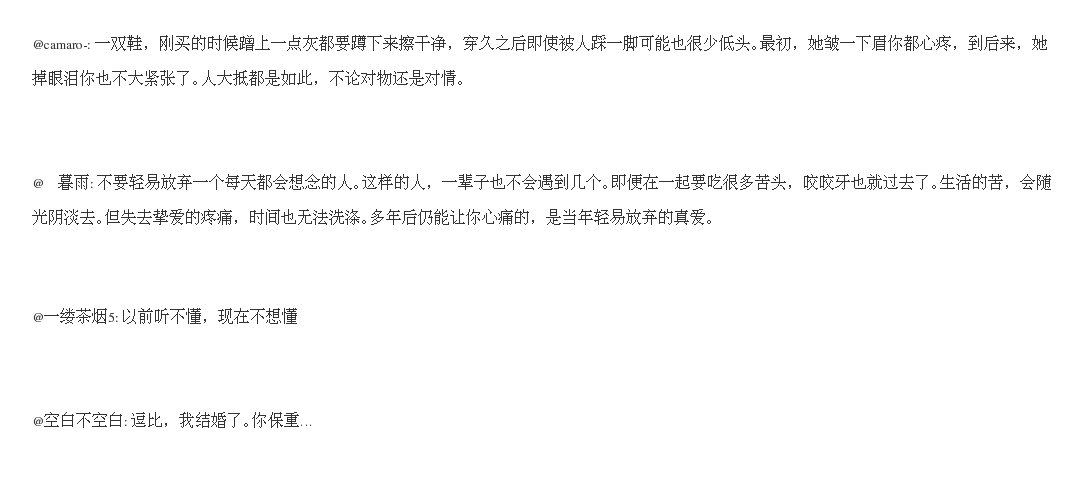 @camaro-: 一双鞋，刚买的时候蹭上一点灰都要蹲下来擦干净，穿久之后即使被人踩一脚可能也很少低头。最初，她皱一下眉你都心疼，到后来，她
掉眼泪你也不大紧张了。人大抵都是如此，不论对物还是对情。
@ 暮雨: 不要轻易放弃一个每天都会想念的人。这样的人，一辈子也不会遇到几个。即便在一起要吃很多苦头，咬咬牙也就过去了。生活的苦，会随
光阴淡去。但失去挚爱的疼痛，时间也无法洗涤。多年后仍能让你心痛的，是当年轻易放弃的真爱。
@一缕茶烟5: 以前听不懂，现在不想懂
@空白不空白: 逗比，我结婚了。你保重...